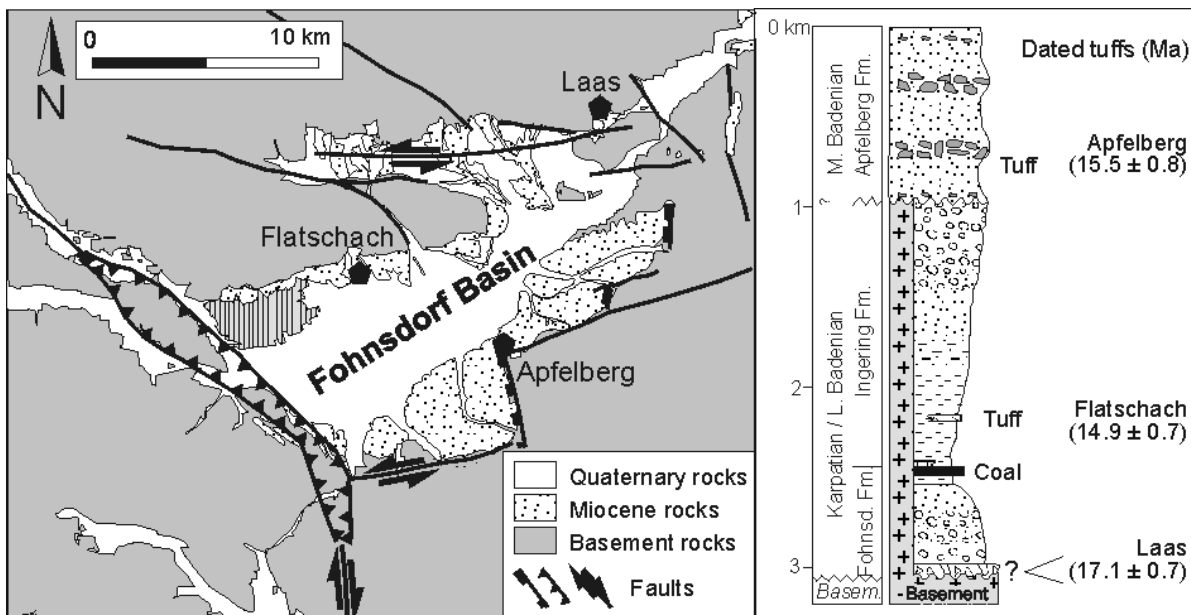 0
10 km
N
Laas
Flatschach
Fohnsdorf Basin
Apfelberg
Quaternary rocks
Miocene rocks
Basement rocks
Faults
0 km
1
2
3
M. Badenian
Apfelberg Fm.
?
Karpatian / L. Badenian
Ingering Fm.
Fohnsd. Fm
Basem.
Dated tuffs (Ma)
Apfelberg
Tuff
(15.5 ± 0.8)
Flatschach
Tuff
(14.9 ± 0.7)
Coal
Laas
?
(17.1 ± 0.7)
Basement